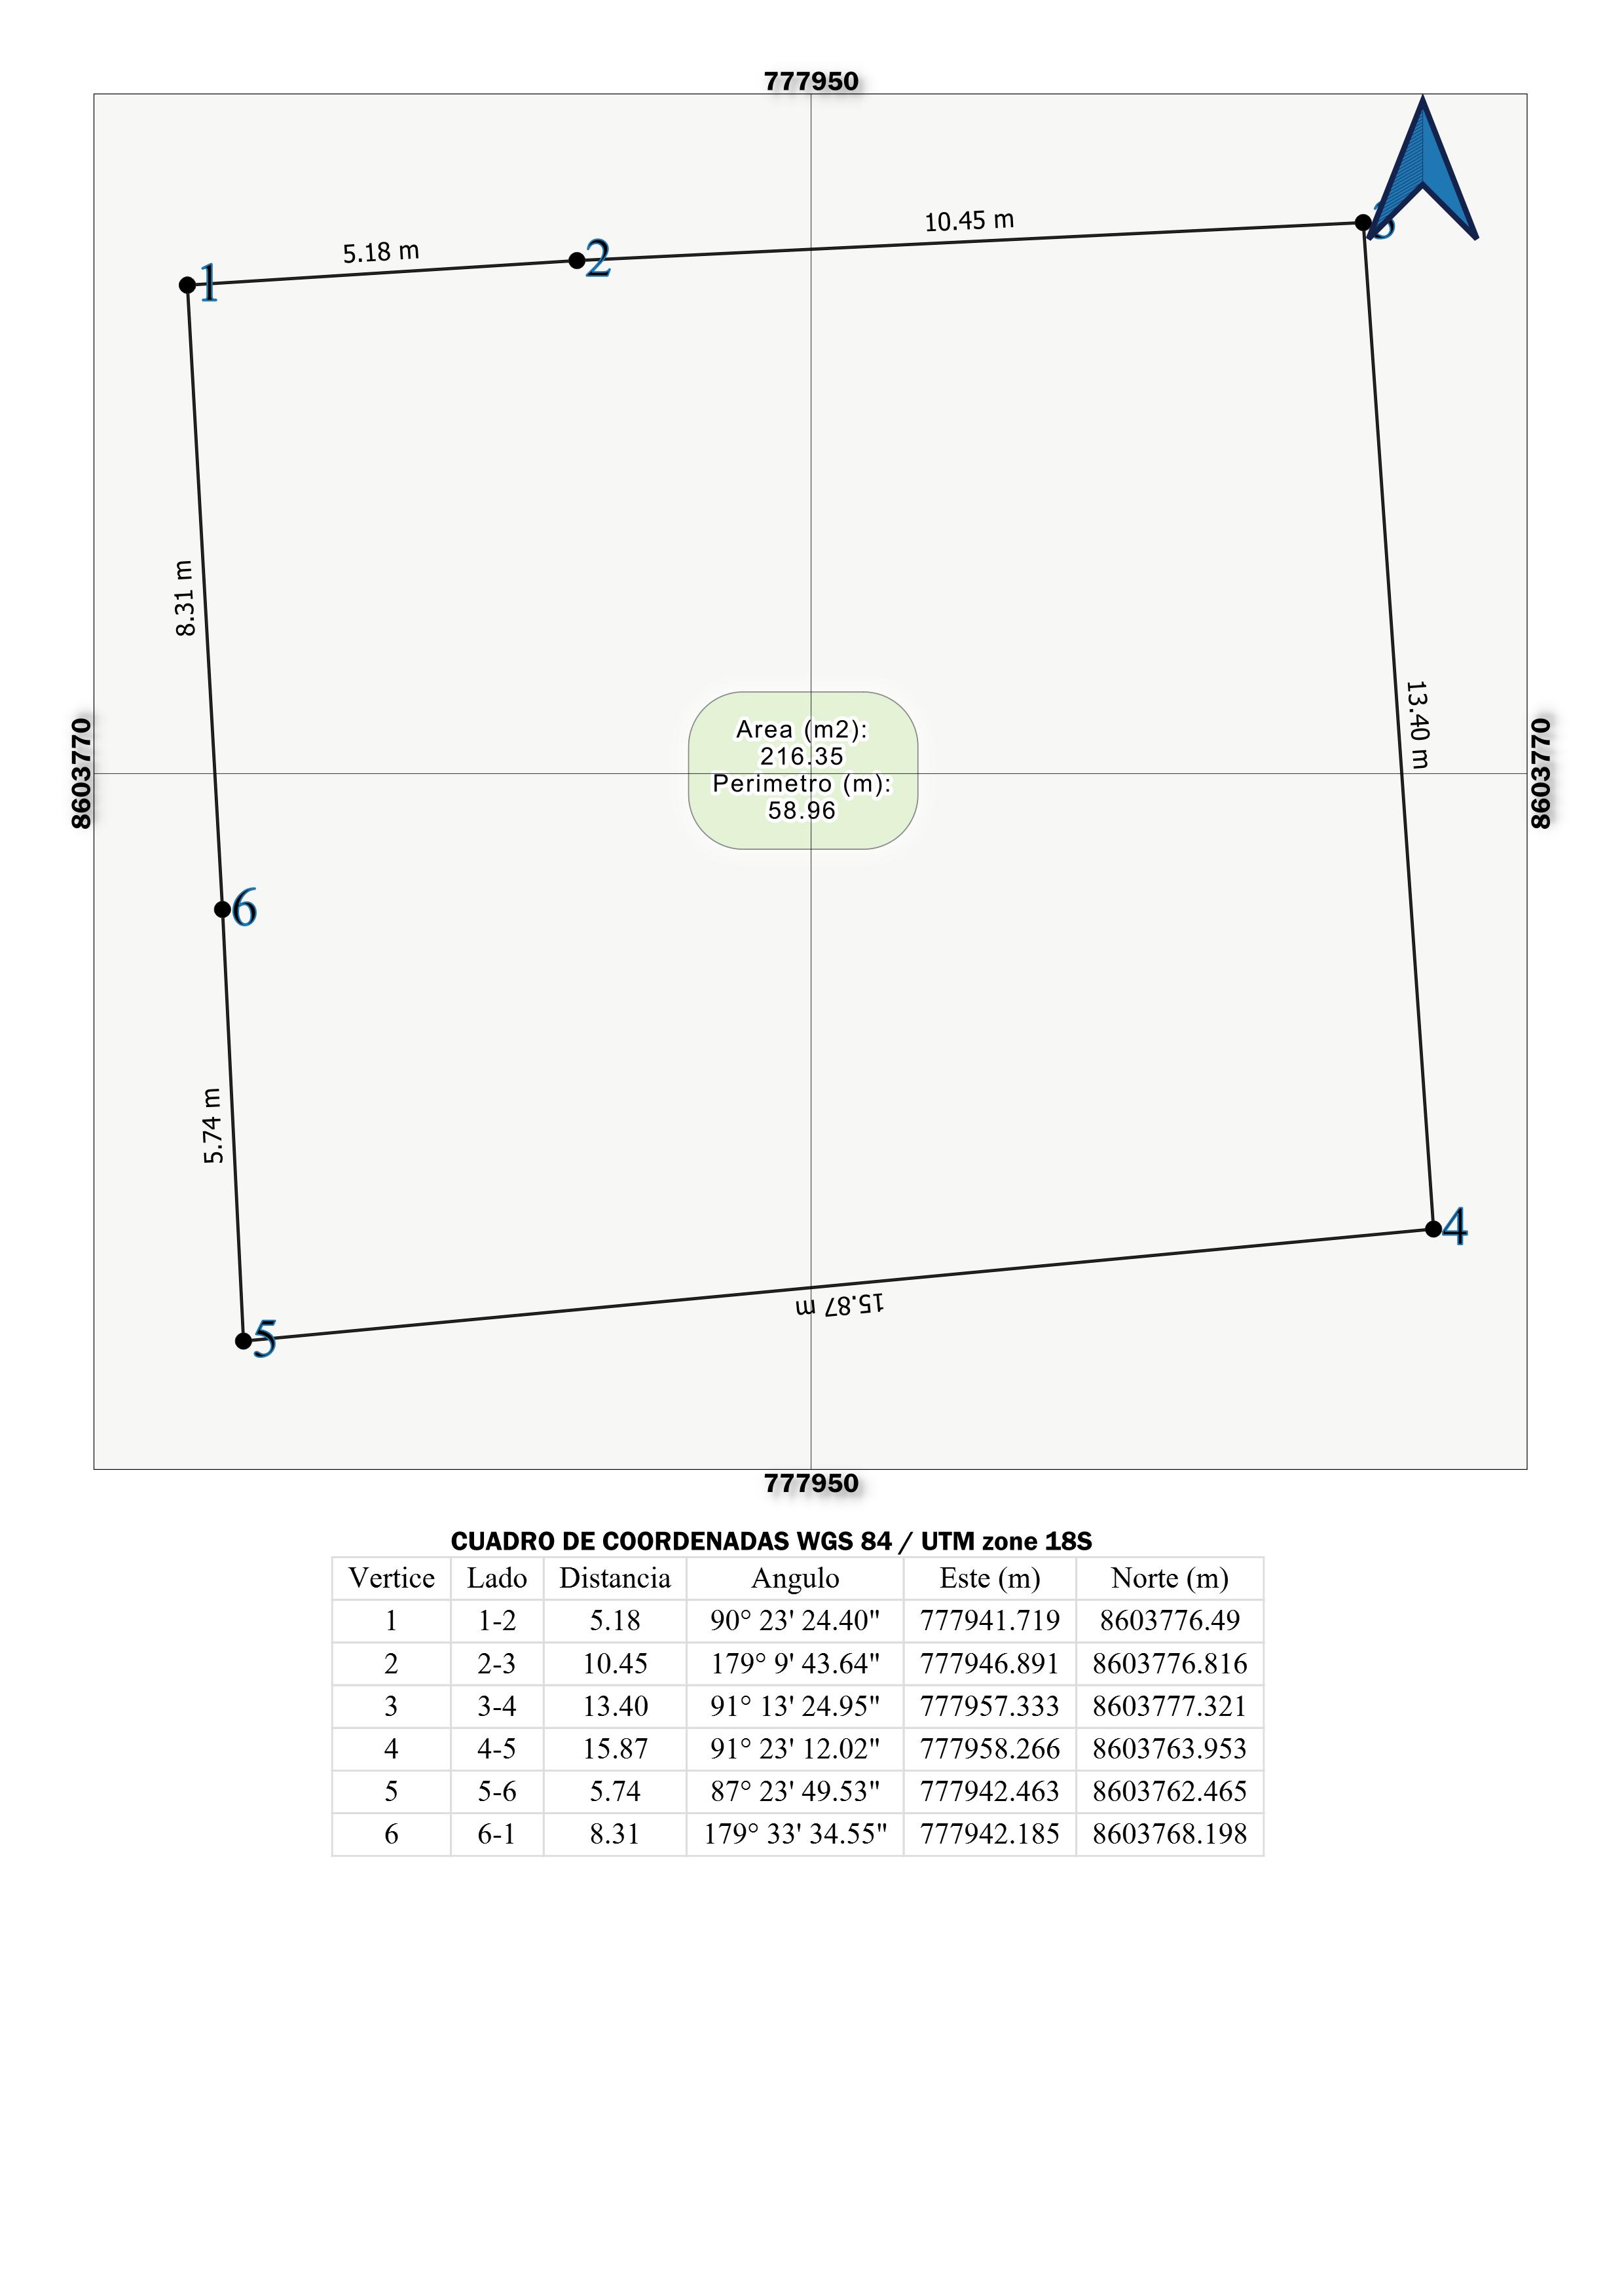 777950
10.45 m
5.18 m
1
2
3
8.31 m
13.40 m
8603770
Area (m2):
216.35
Perimetro (m):
58.96
8603770
6
5.74 m
4
15.87 m
5
777950
CUADRO DE COORDENADAS WGS 84 / UTM zone 18S
Vertice Lado Distancia Angulo Este (m) Norte (m)
1 1-2 5.18 90° 23' 24.40" 777941.719 8603776.49
2 2-3 10.45 179° 9' 43.64" 777946.891 8603776.816
3 3-4 13.40 91° 13' 24.95" 777957.333 8603777.321
4 4-5 15.87 91° 23' 12.02" 777958.266 8603763.953
5 5-6 5.74 87° 23' 49.53" 777942.463 8603762.465
6 6-1 8.31 179° 33' 34.55" 777942.185 8603768.198